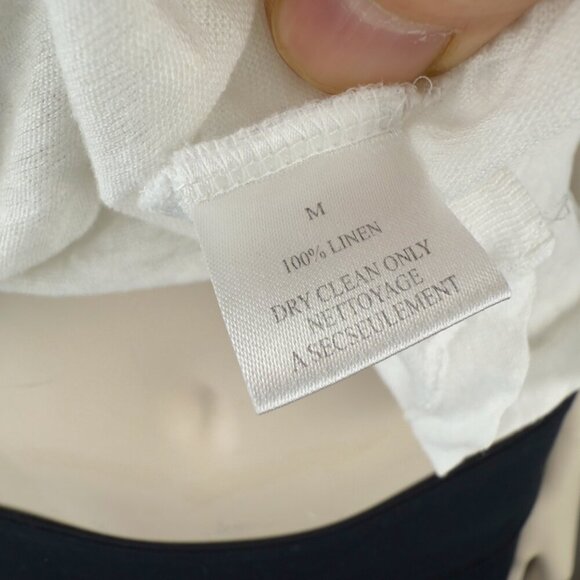 M
100% LINEN
DRY CLEAN ONLY
NETTOYAGE
A SECSEULEMENT